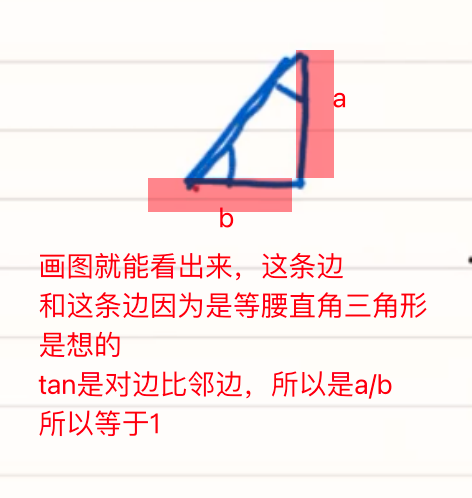 a
b
画图就能看出来，这条边
和这条边因为是等腰直角三角形
是想的
tan是对边比邻边，所以是a/b
所以等于1